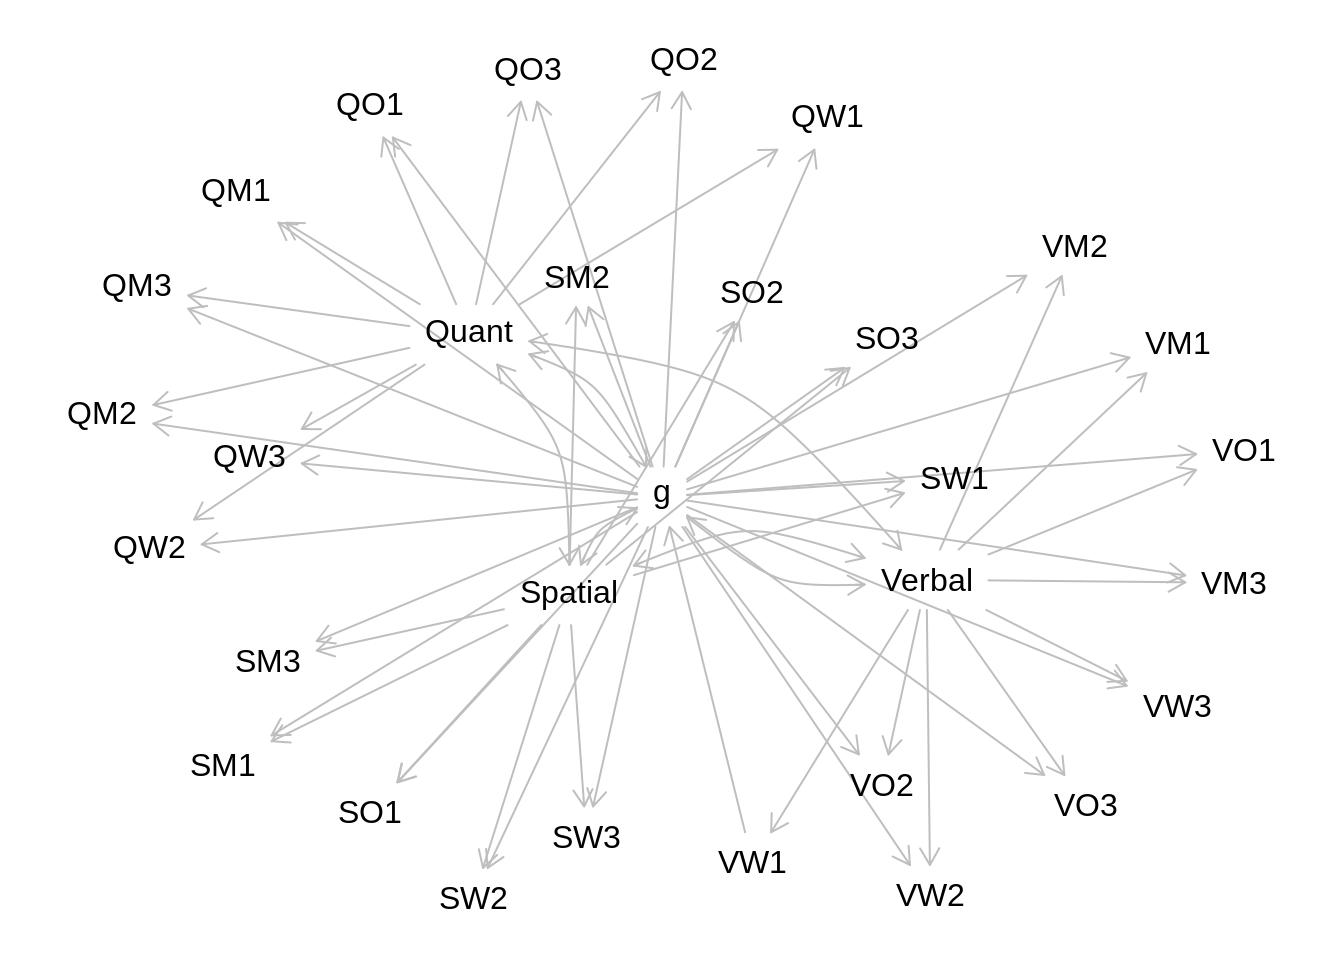 QO2
QO3
QO1
QW1
QM1
VM2
SM2
QM3
SO2
Quant
SO3
VM1
QM2
VO1
QW3
SW1
g
QW2
Verbal
VM3
Spatial
SM3
VW3
SM1
VO2
VO3
SO1
SW3
VW1
VW2
SW2